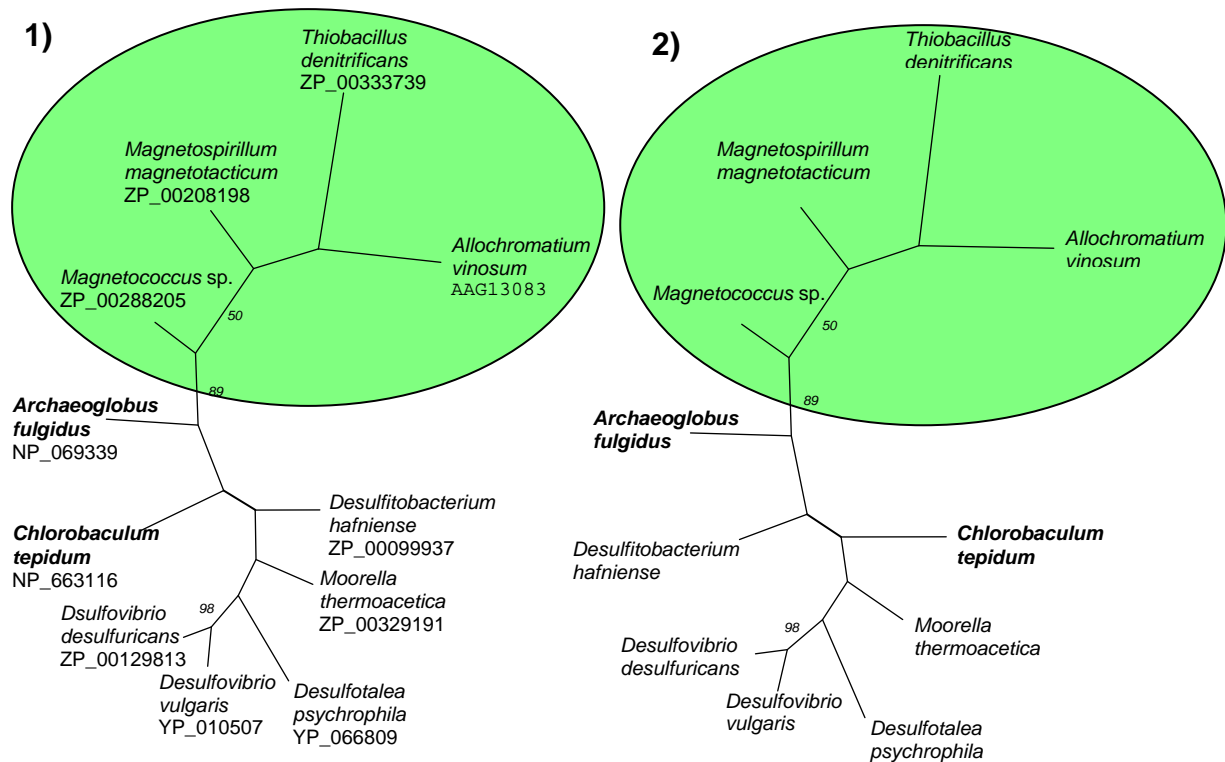 1)
Thiobacillus
denitrificans
ZP_00333739
Magnetospirillum
magnetotacticum
ZP_00208198
Allochromatium
vinosum
AAG13083
Magnetococcus sp.
ZP_00288205
50
89
Archaeoglobus
fulgidus
NP_069339
Chlorobaculum
tepidum
NP_663116
Desulfitobacterium
hafniense
ZP_00099937
Moorella
thermoacetica
ZP_00329191
98
Dsulfovibrio
desulfuricans
ZP_00129813
Desulfovibrio
vulgaris
YP_010507
Desulfotalea
psychrophila
YP_066809
2)
Thiobacillus
denitrificans
Magnetospirillum
magnetotacticum
Allochromatium
vinosum
Magnetococcus sp.
50
89
Archaeoglobus
fulgidus
Desulfitobacterium
hafniense
Chlorobaculum
tepidum
Moorella
thermoacetica
98
Desulfovibrio
desulfuricans
Desulfovibrio
vulgaris
Desulfotalea
psychrophila